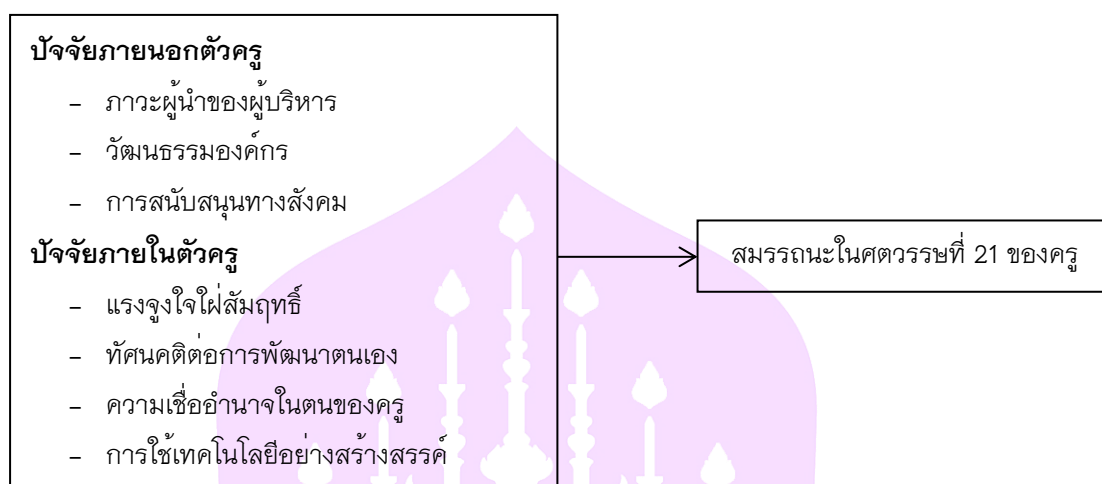 ปัจจัยภายนอกตัวครู
- ภาวะผู้นำของผู้บริหาร
- วัฒนธรรมองค์กร
- การสนับสนุนทางสังคม
ปัจจัยภายในตัวครู
- แรงจูงใจใฝ่สัมฤทธิ์
- ทัศนคติต่อการพัฒนาตนเอง
- ความเชื่ออำนาจในตนของครู
- การใช้เทคโนโลยีอย่างสร้างสรรค์
สมรรถนะในศตวรรษที่ 21 ของครู